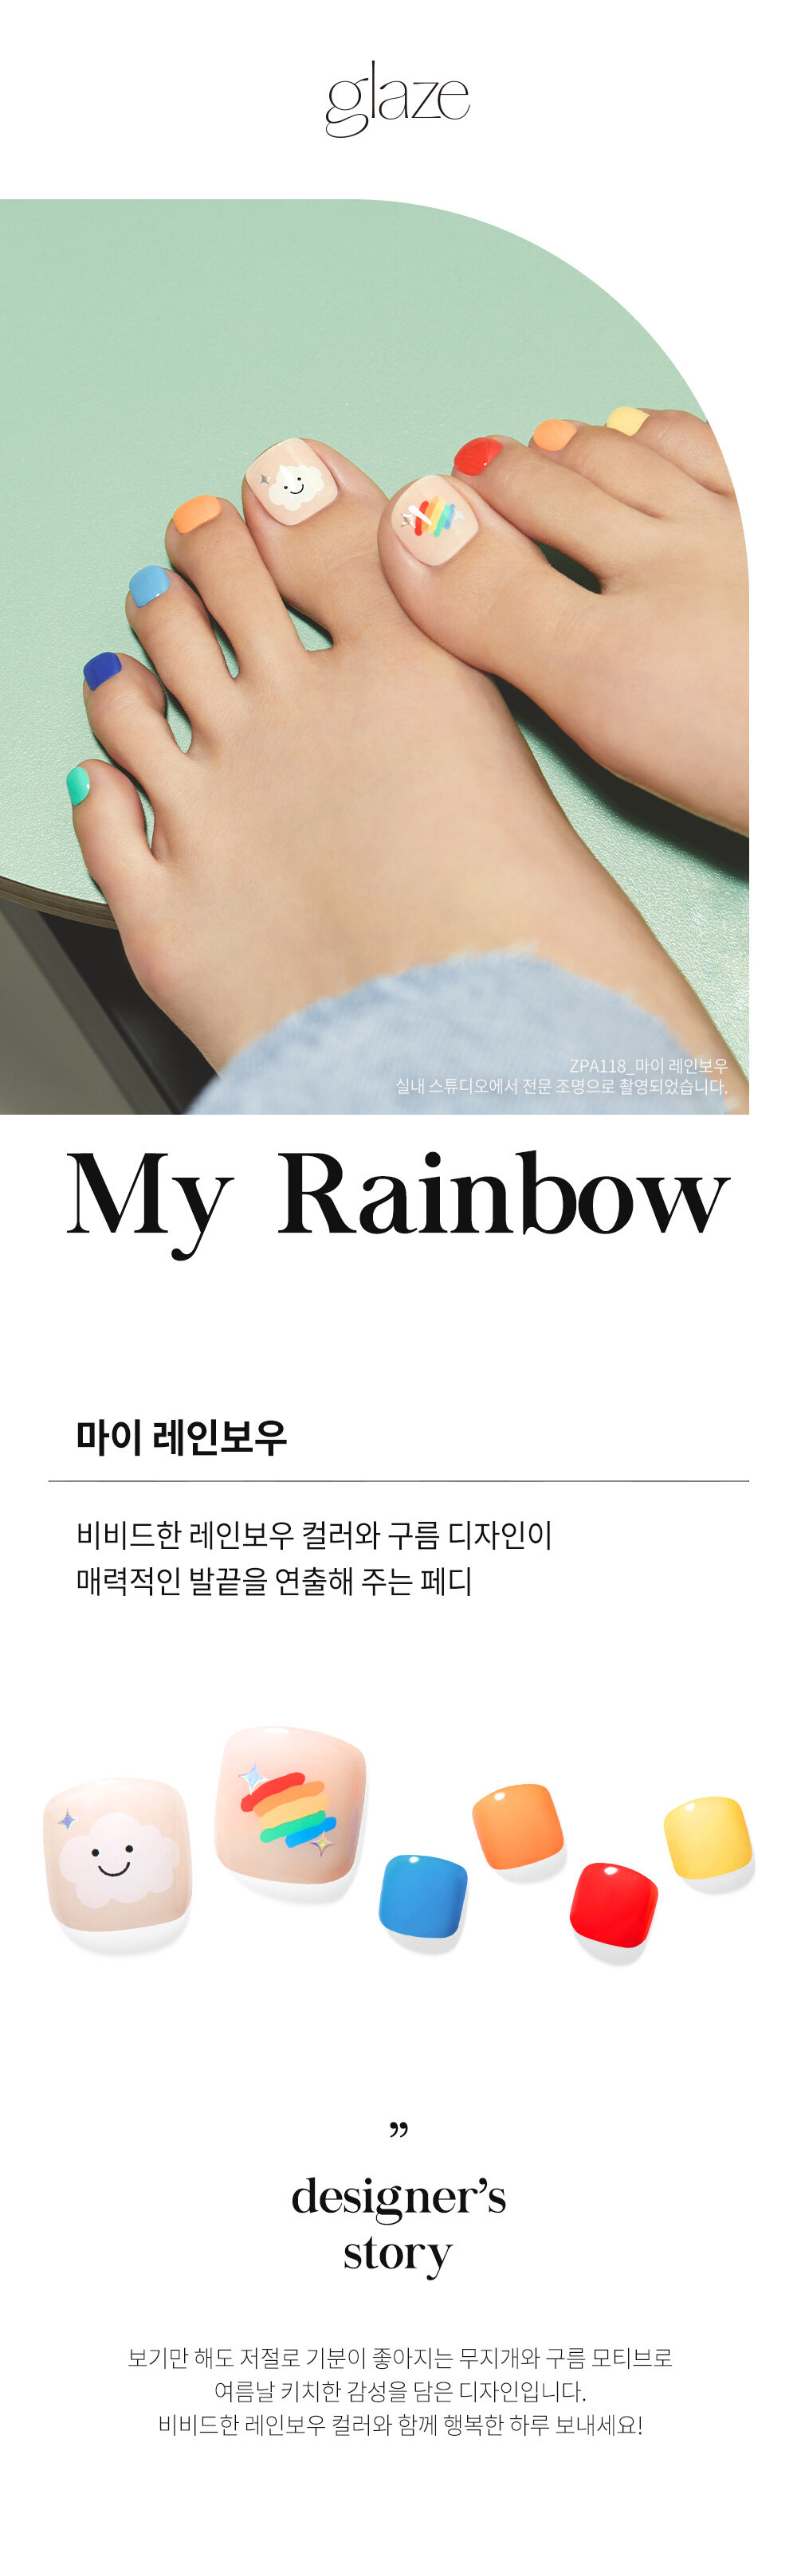 glaze
ZPA118_마이 레인보우
실내 스튜디오에서 전문 조명으로 촬영되었습니다.
My Rainbow
마이 레인보우
비비드한 레인보우 컬러와 구름 디자인이
매력적인 발끝을 연출해 주는 페디
”
designer’s
story
보기만 해도 저절로 기분이 좋아지는 무지개와 구름 모티브로
여름날 키치한 감성을 담은 디자인입니다.
비비드한 레인보우 컬러와 함께 행복한 하루 보내세요!